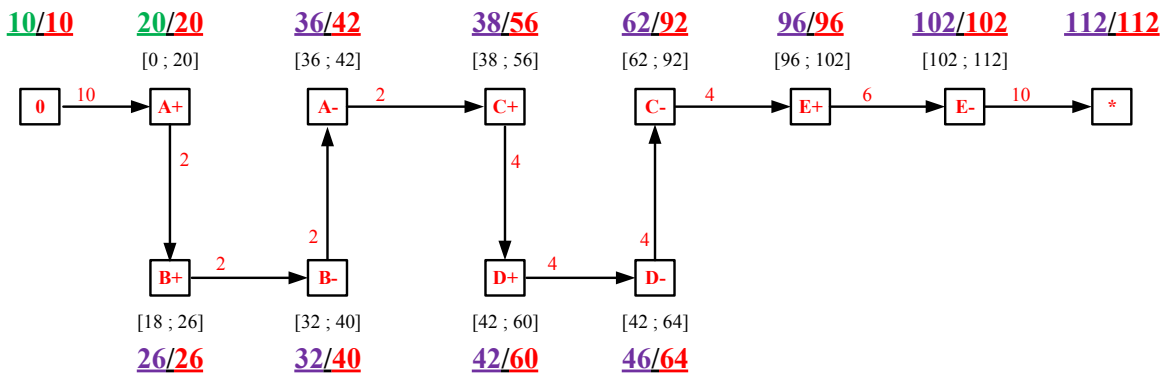 10/10 20/20 36/42 38/56 62/92 96/96 102/102 112/112
[0 ; 20] [36 ; 42] [38 ; 56] [62 ; 92] [96 ; 102] [102 ; 112]
0 10 A+ A- 2 C+ C- 4 E+ 6 E- 10 *
2 4
2 4
B+ 2 B- D+ 4 D-
[18 ; 26] [32 ; 40] [42 ; 60] [42 ; 64]
26/26 32/40 42/60 46/64